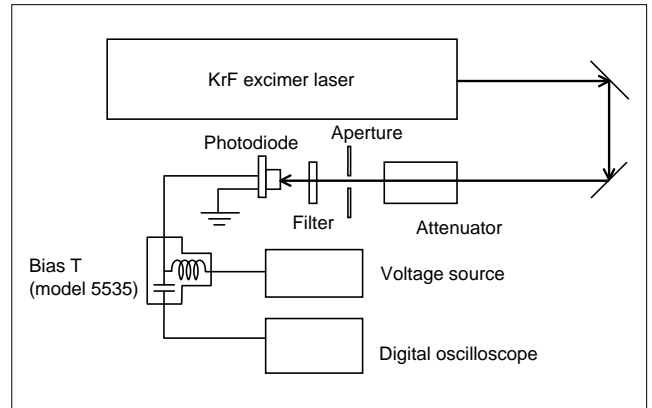 KrF excimer laser
Aperture
Photodiode
Filter
Attenuator
Bias T
(model 5535)
Voltage source
Digital oscilloscope